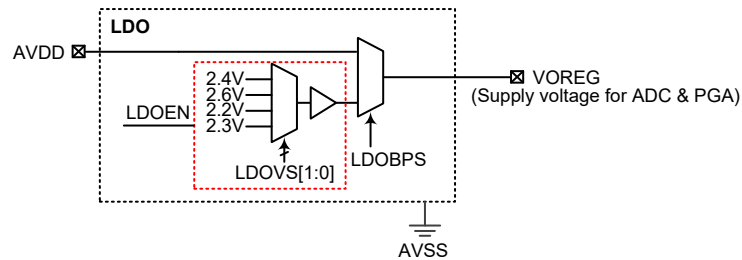 LDO
AVDD
VOREG
(Supply voltage for ADC & PGA)
2.4V
2.6V
2.2V
2.3V
LDOEN
LDOVS[1:0]
LDOBPS
AVSS